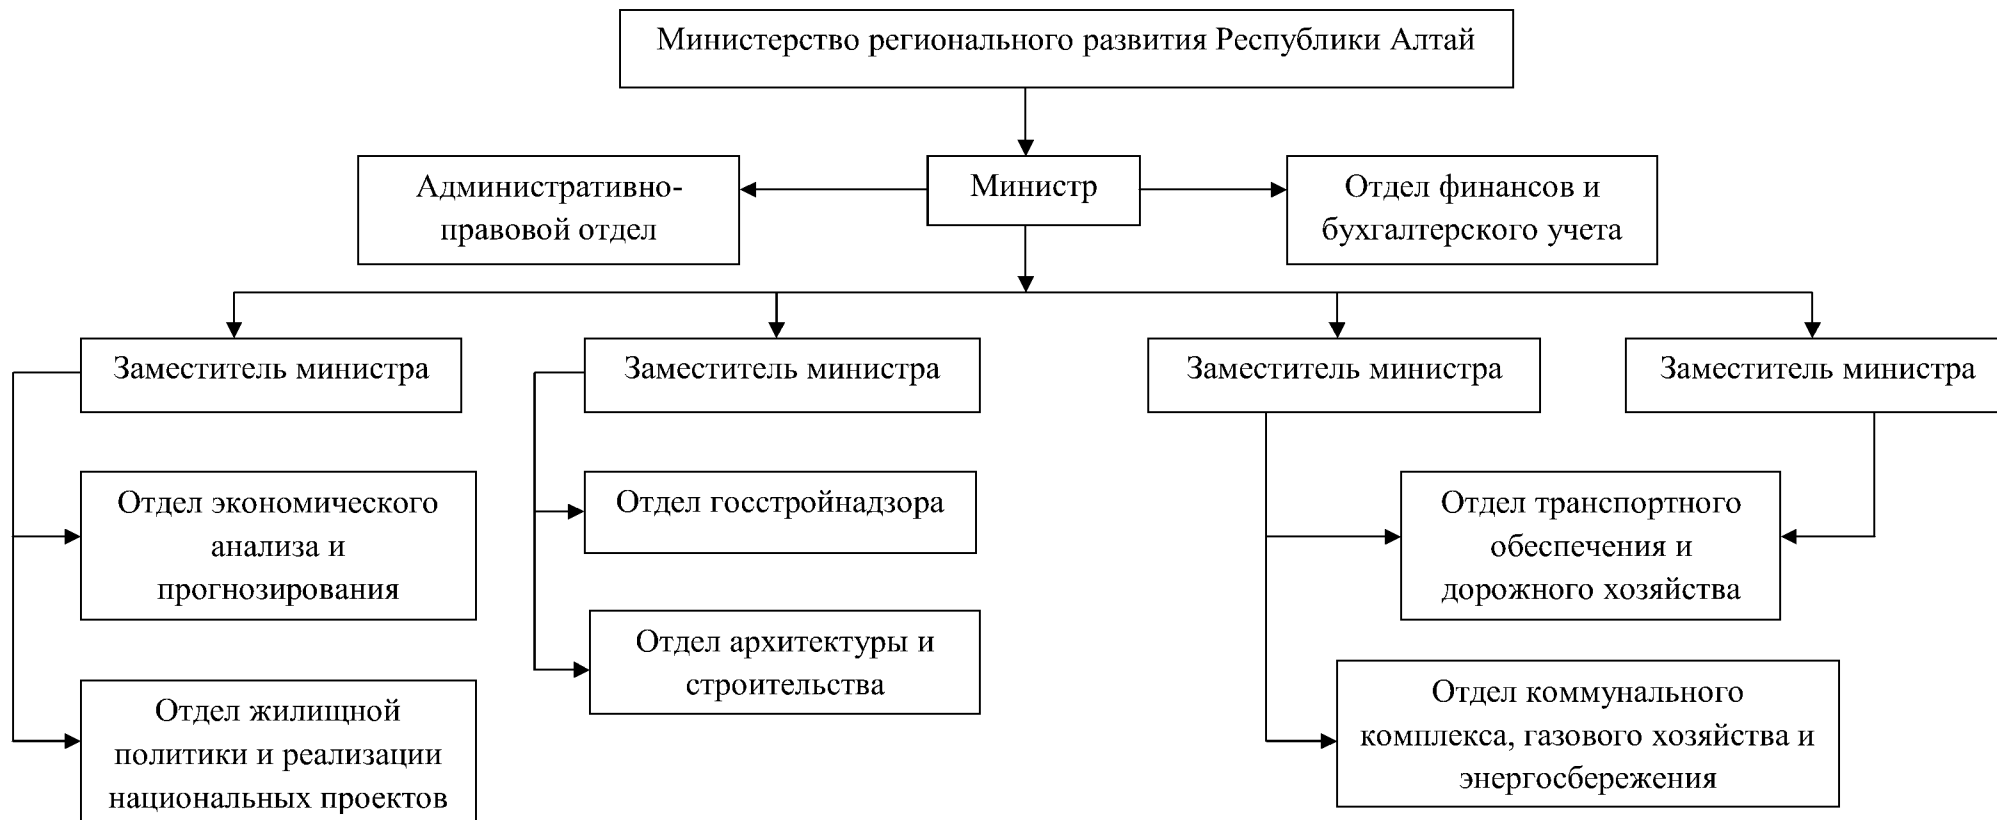 Министерство регионального развития Республики Алтай
Административно-
правовой отдел
Министр
Отдел финансов и
бухгалтерского учета
Заместитель министра
Заместитель министра
Заместитель министра
Заместитель министра
Отдел экономического
анализа и
прогнозирования
Отдел госстройнадзора
Отдел транспортного
обеспечения и
дорожного хозяйства
Отдел архитектуры и
строительства
Отдел жилищной
политики и реализации
национальных проектов
Отдел коммунального
комплекса, газового хозяйства и
энергосбережения